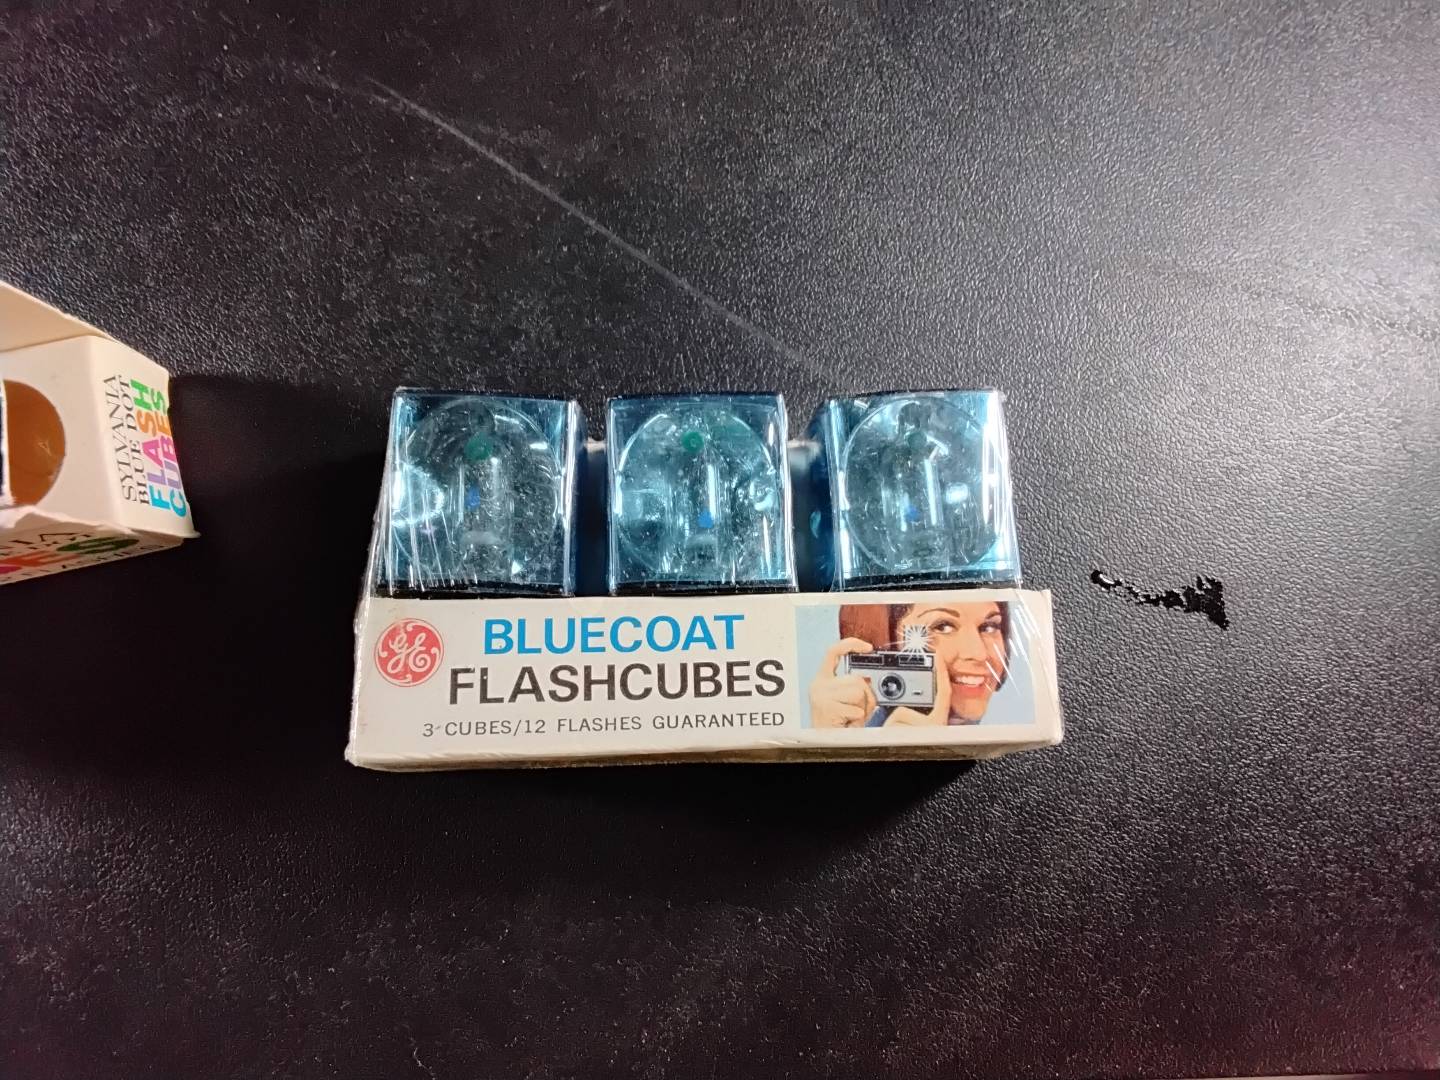 SYLVANIA
BLUE DOT
FLASH
CUBES
GE
BLUECOAT
FLASHCUBES
3-CUBES/12 FLASHES GUARANTEED